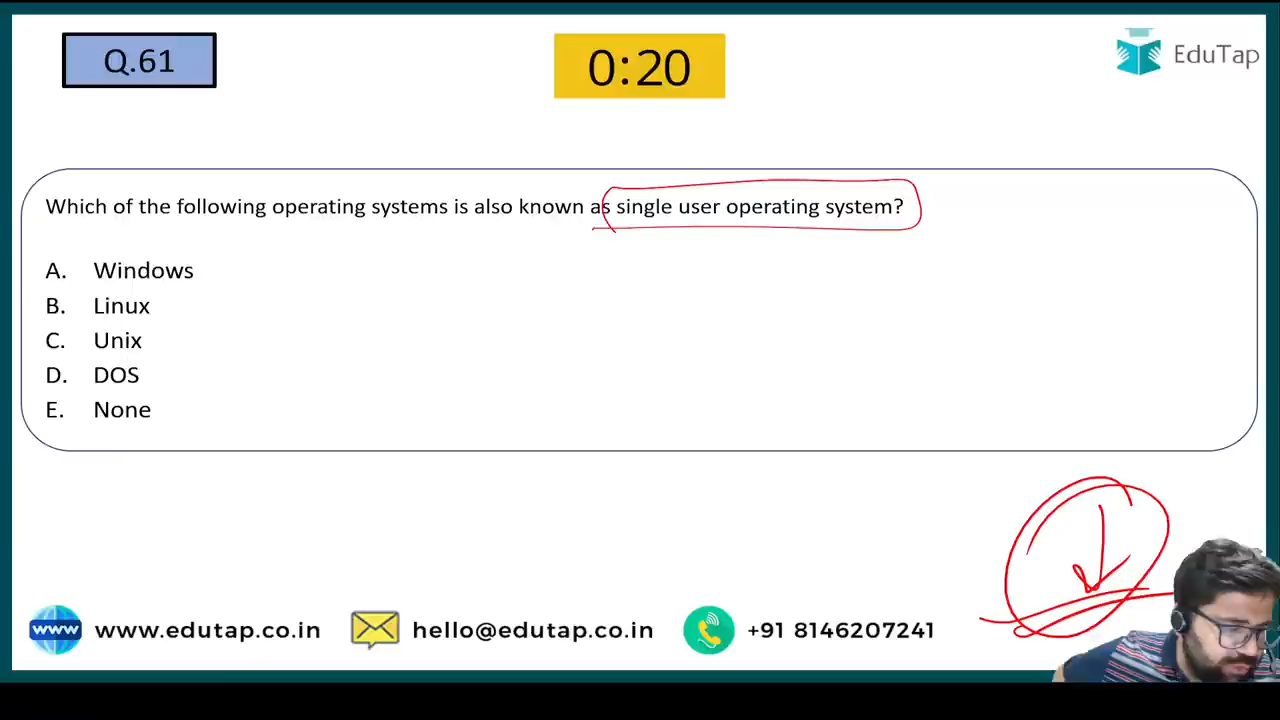 Q.61
0:20
EduTap
Which of the following operating systems is also known as single user operating system?
A. Windows
B. Linux
C. Unix
D. DOS
E. None
www
www.edutap.co.in
hello@edutap.co.in
+91 8146207241